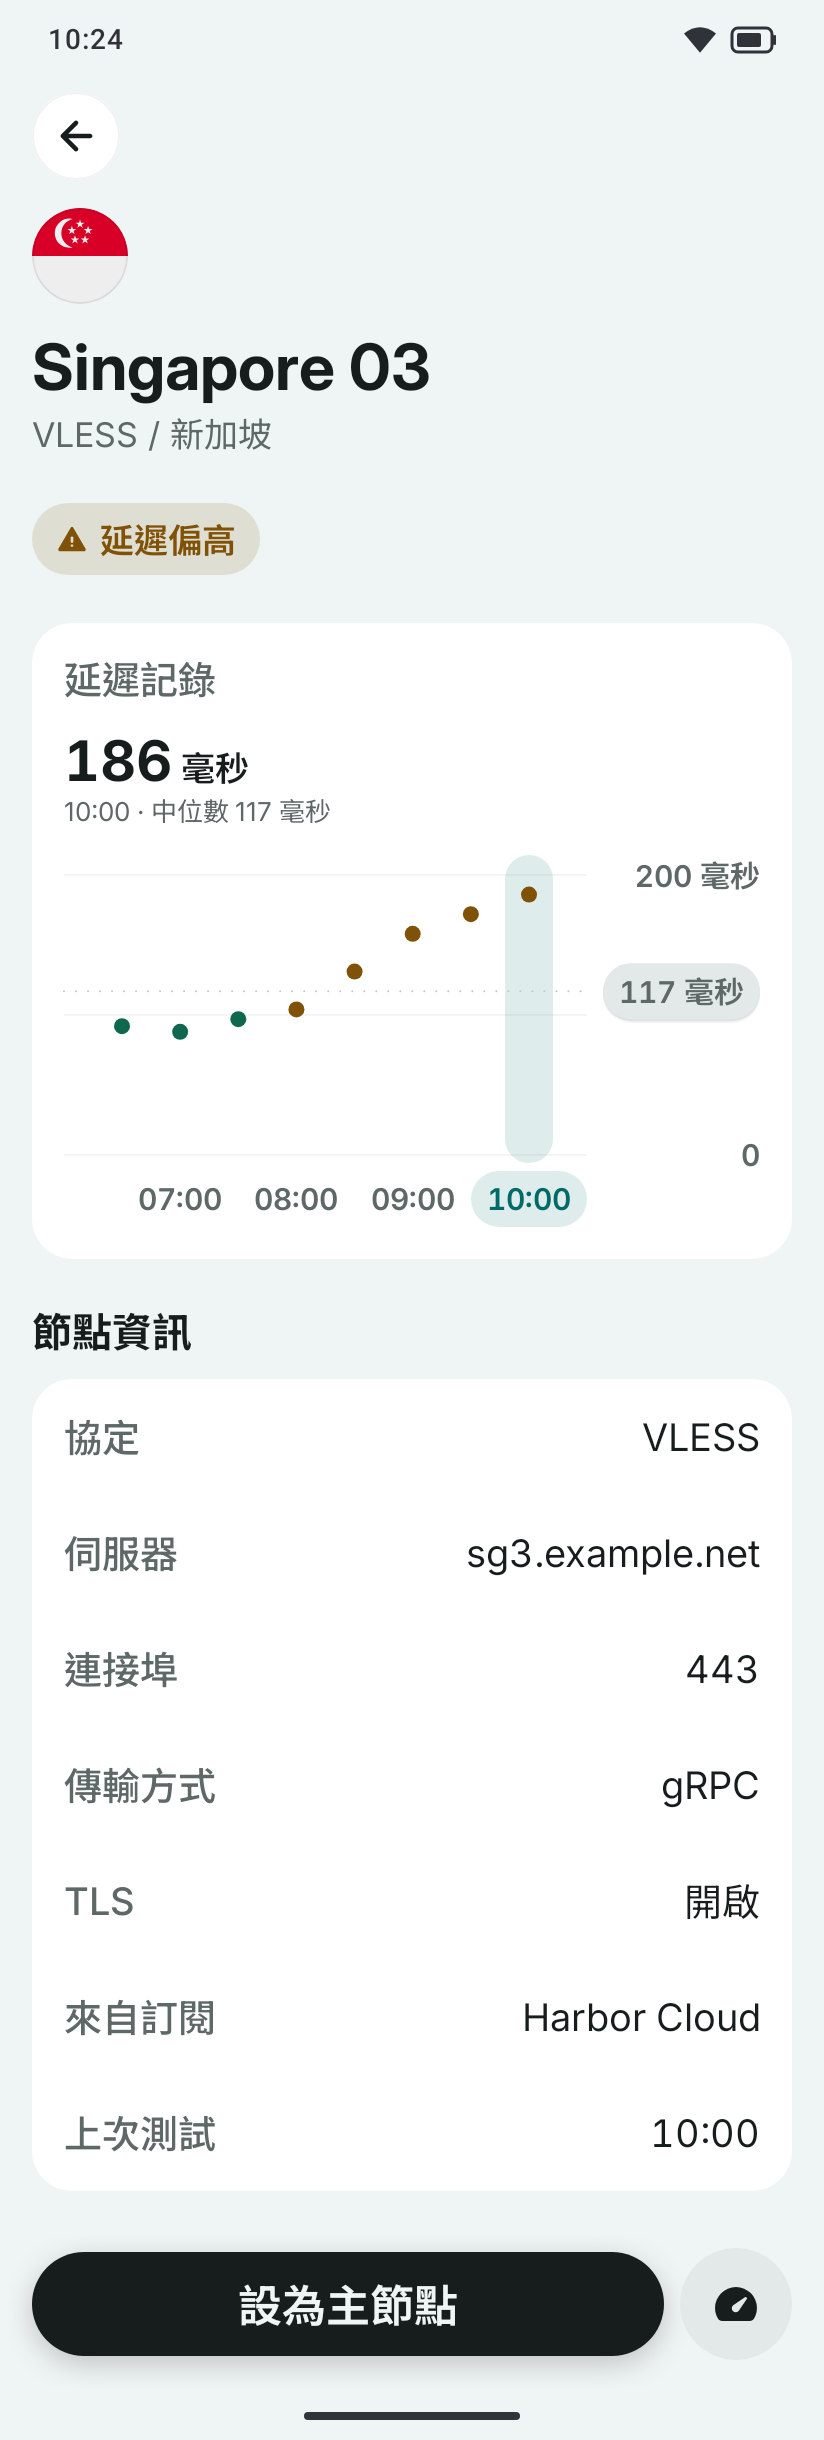 10:24
Singapore 03
VLESS / 新加坡
延遲偏高
延遲記錄
186 毫秒
10:00 · 中位數 117 毫秒
200 毫秒
117 毫秒
0
07:00 08:00 09:00 10:00
節點資訊
協定 VLESS
伺服器 sg3.example.net
連接埠 443
傳輸方式 gRPC
TLS 開啟
來自訂閱 Harbor Cloud
上次測試 10:00
設為主節點